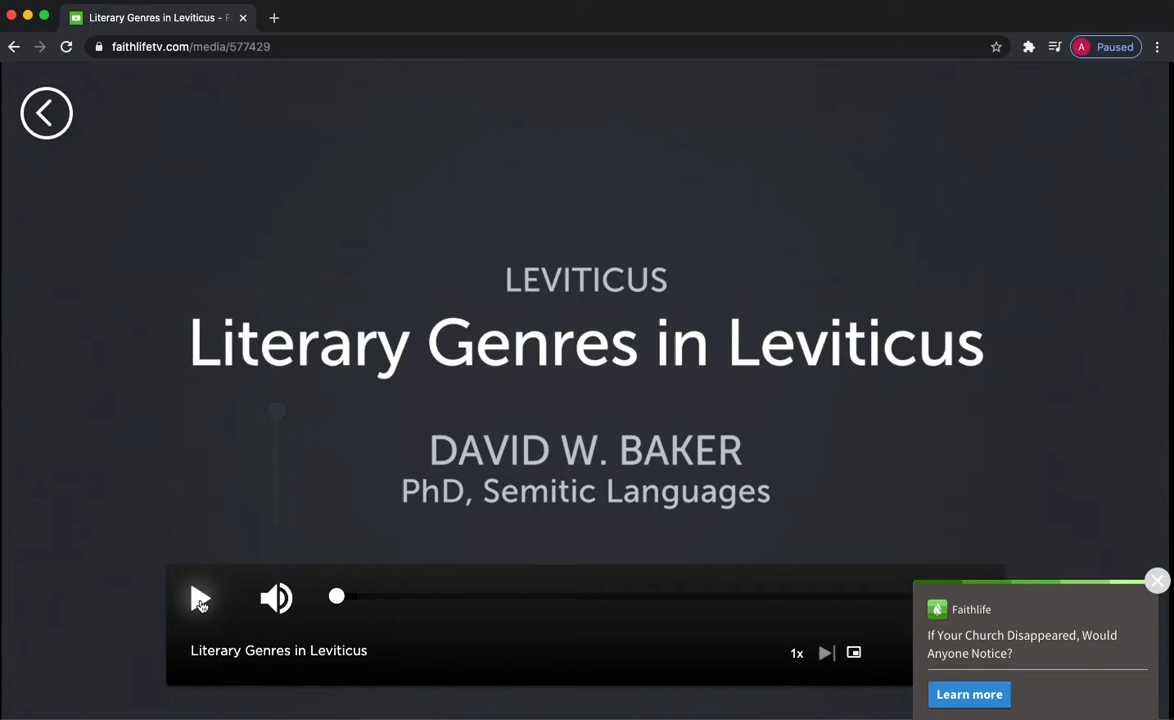 Literary Genres in Leviticus - F
faithlifetv.com/media/577429
A Paused
LEVITICUS
Literary Genres in Leviticus
DAVID W. BAKER
PhD, Semitic Languages
Literary Genres in Leviticus
1x
Faithlife
If Your Church Disappeared, Would
Anyone Notice?
Learn more